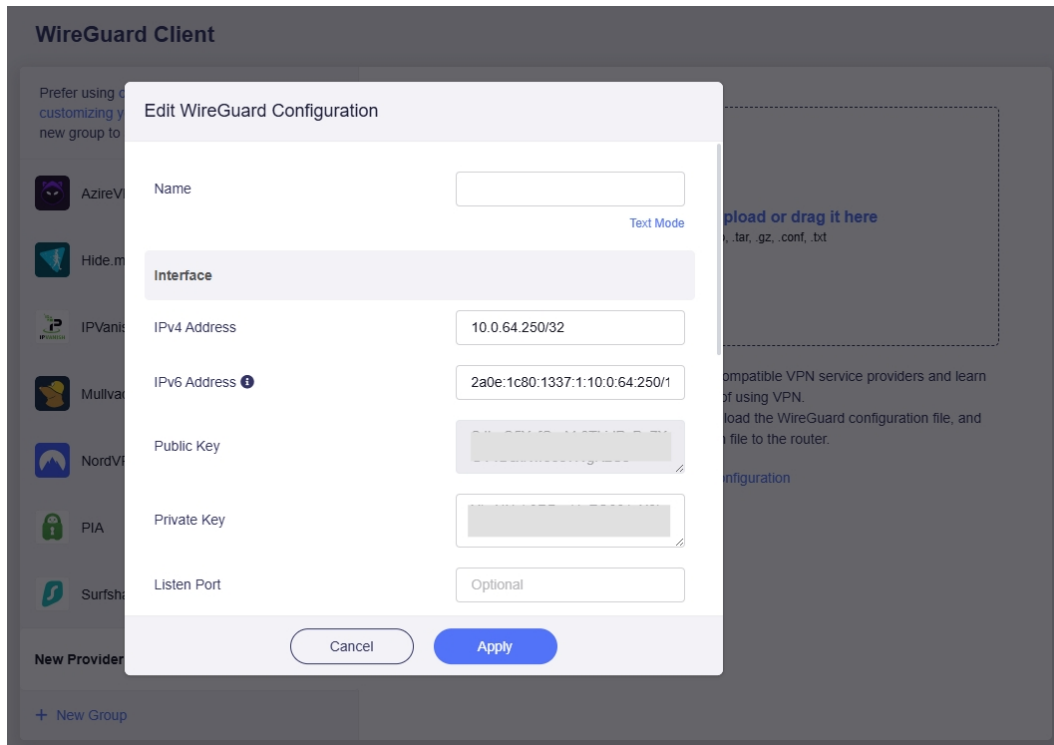 WireGuard Client
Prefer using
customizing
new group to
AzireV
Hide.m
IPVanis
Mullvad
NordV
PIA
Surfsha
New Provider
+ New Group
Edit WireGuard Configuration
Name
Text Mode
Interface
IPv4 Address
10.0.64.250/32
IPv6 Address
2a0e:1c80:1337:1:10:0:64:250/1
Public Key
Private Key
Listen Port
Optional
Cancel
Apply
pload or drag it here
, .tar, .gz, .conf, .txt
ompatible VPN service providers and learn
of using VPN.
load the WireGuard configuration file, and
file to the router.
nfiguration